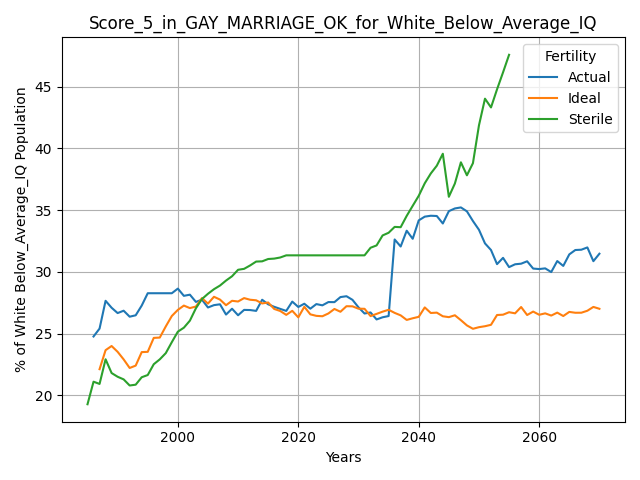 Score_5_in_GAY_MARRIAGE_OK_for_White_Below_Average_IQ
% of White Below_Average_IQ Population
45
40
35
30
25
20
2000
2020
2040
2060
Years
Fertility
Actual
Ideal
Sterile